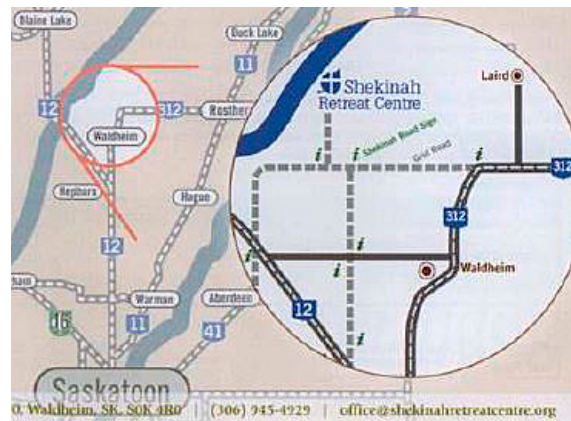 Blaine Lake
Duck Lake
11
12
312
Rosther
Waldheim
Hepburn
Hague
12
Warman
Aberdeen
11
41
Saskatoon
Shekinah
Retreat Centre
Laird
i
i
Shekinah Road Sign
Grid Road
i
312
312
i
i
Waldheim
12
i
0, Waldheim, SK, S0K 4R0 | (306) 945-4929 | office@shekinahretreatcentre.org